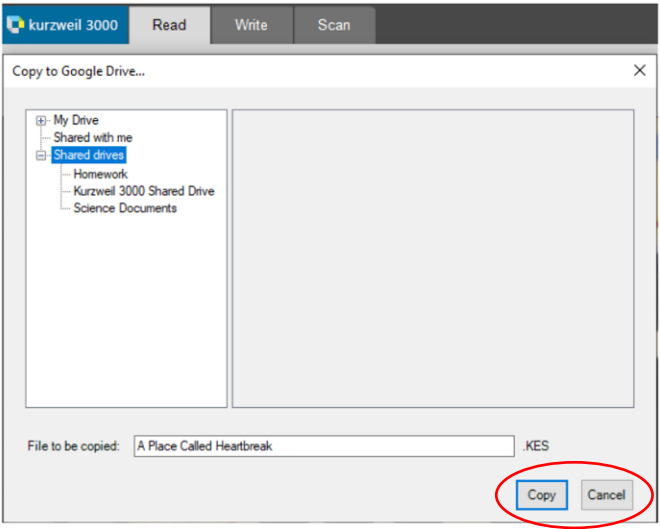 kurzweil 3000 Read Write Scan
Copy to Google Drive...
My Drive
Shared with me
Shared drives
Homework
Kurzweil 3000 Shared Drive
Science Documents
File to be copied: A Place Called Heartbreak .KES
Copy Cancel